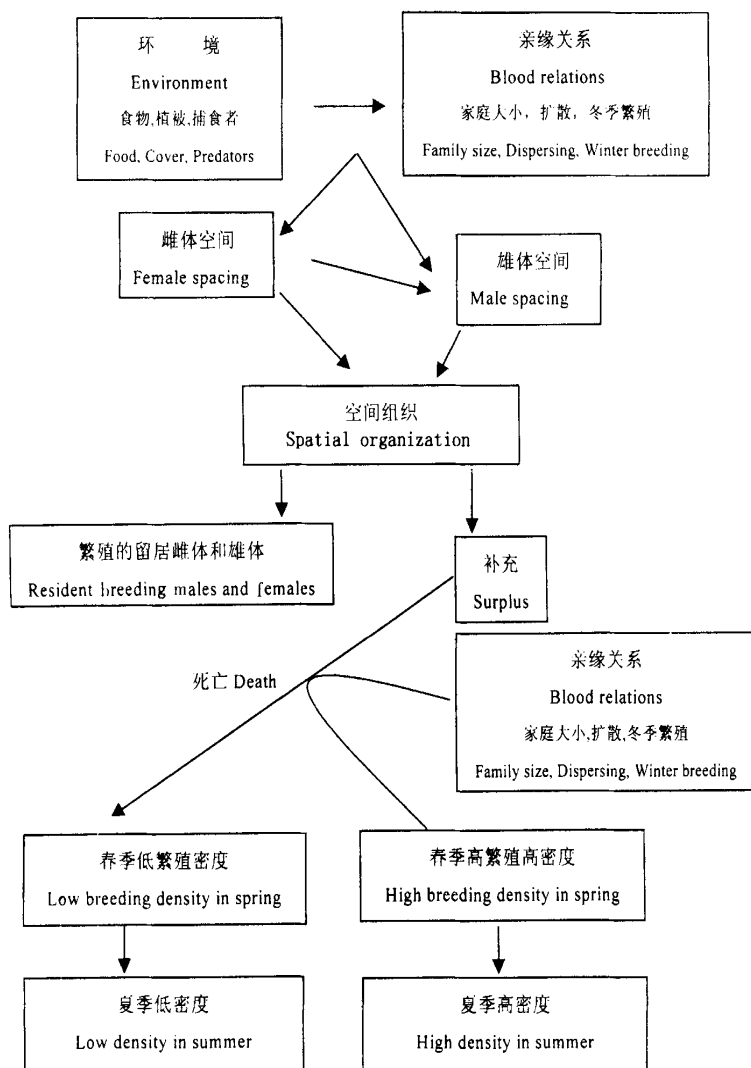 环 境
Environment
食物,植被,捕食者
Food, Cover, Predators
亲缘关系
Blood relations
家庭大小，扩散，冬季繁殖
Family size, Dispersing, Winter breeding
雌体空间
Female spacing
雄体空间
Male spacing
空间组织
Spatial organization
繁殖的留居雌体和雄体
Resident breeding males and females
补充
Surplus
死亡 Death
亲缘关系
Blood relations
家庭大小,扩散,冬季繁殖
Family size, Dispersing, Winter breeding
春季低繁殖密度
Low breeding density in spring
春季高繁殖高密度
High breeding density in spring
夏季低密度
Low density in summer
夏季高密度
High density in summer